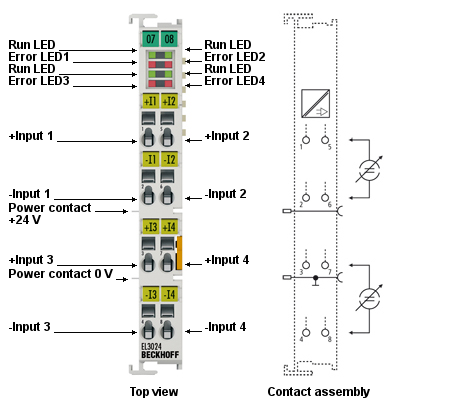 07 08
Run LED Run LED
Error LED1 Error LED2
Run LED Run LED
Error LED3 Error LED4
+I1 +I2
+Input 1 +Input 2
1 5
-I1 -I2
-Input 1 -Input 2
2 6
Power contact
+24 V
+I3 +I4
+Input 3 +Input 4
3 7
Power contact 0 V
-I3 -I4
-Input 3 -Input 4
4 8
EL3024
BECKHOFF
Top view Contact assembly